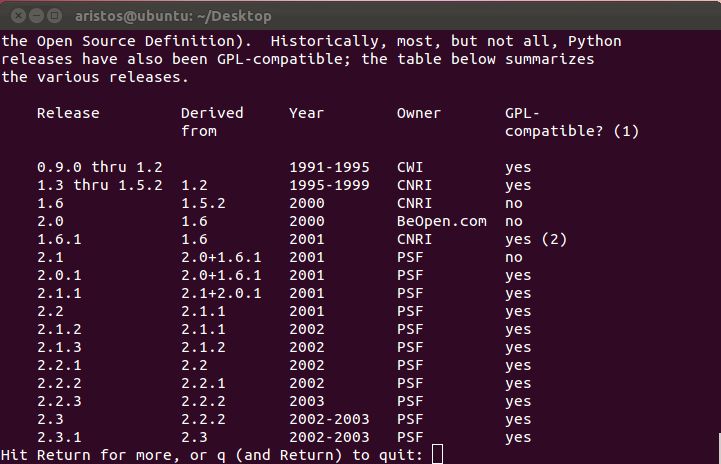 aristos@ubuntu: ~/Desktop
the Open Source Definition).  Historically, most, but not all, Python
releases have also been GPL-compatible; the table below summarizes
the various releases.
    Release         Derived     Year        Owner       GPL-
                    from                                compatible? (1)
    0.9.0 thru 1.2              1991-1995   CWI         yes
    1.3 thru 1.5.2  1.2         1995-1999   CNRI        yes
    1.6             1.5.2       2000        CNRI        no
    2.0             1.6         2000        BeOpen.com  no
    1.6.1           1.6         2001        CNRI        yes (2)
    2.1             2.0+1.6.1   2001        PSF         no
    2.0.1           2.0+1.6.1   2001        PSF         yes
    2.1.1           2.1+2.0.1   2001        PSF         yes
    2.2             2.1.1       2001        PSF         yes
    2.1.2           2.1.1       2002        PSF         yes
    2.1.3           2.1.2       2002        PSF         yes
    2.2.1           2.2         2002        PSF         yes
    2.2.2           2.2.1       2002        PSF         yes
    2.2.3           2.2.2       2003        PSF         yes
    2.3             2.2.2       2002-2003   PSF         yes
    2.3.1           2.3         2002-2003   PSF         yes
Hit Return for more, or q (and Return) to quit: